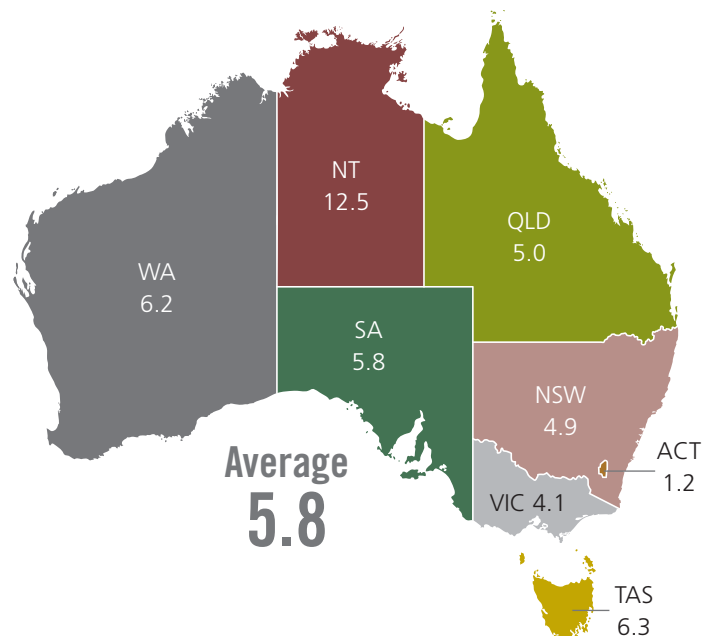 NT
12.5
QLD
5.0
WA
6.2
SA
5.8
NSW
4.9
ACT
1.2
Average
5.8
VIC 4.1
TAS
6.3